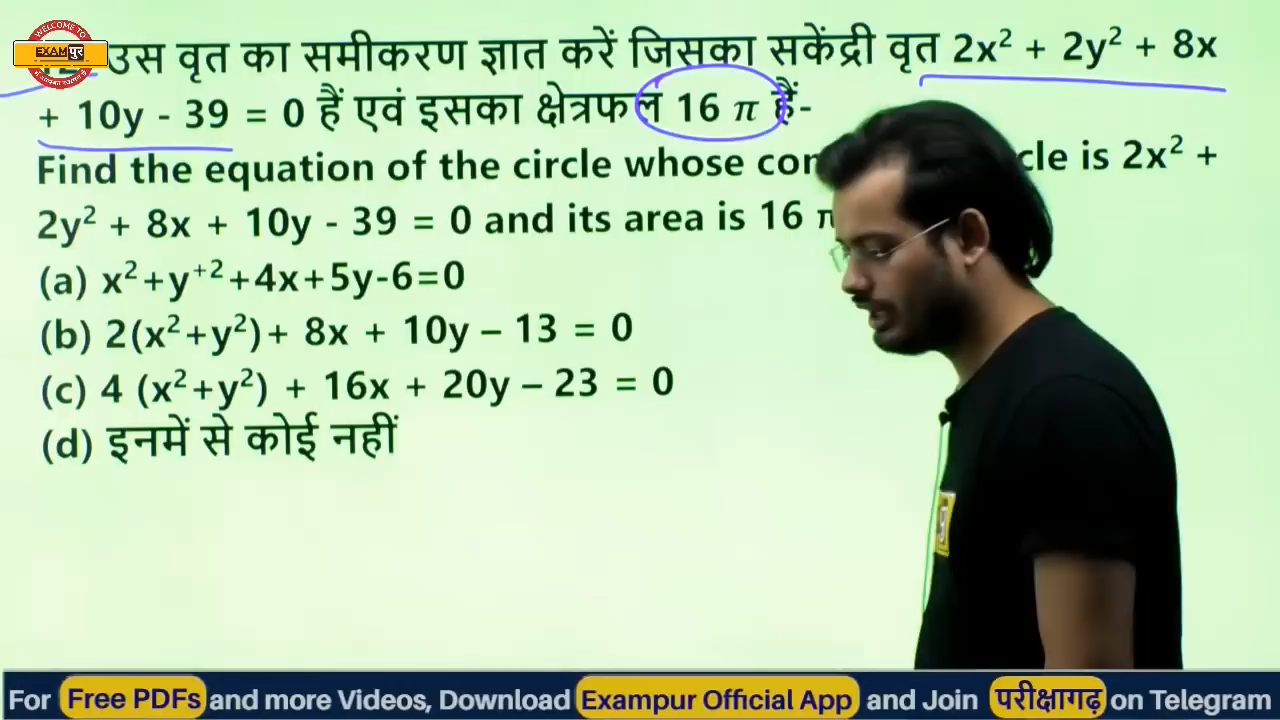 WELCOME TO
EXAMपुर
उस वृत का समीकरण ज्ञात करें जिसका सकेंद्री वृत 2x² + 2y² + 8x
+ 10y - 39 = 0 हैं एवं इसका क्षेत्रफल 16 π हैं-
Find the equation of the circle whose cle is 2x² +
2y² + 8x + 10y - 39 = 0 and its area is 16 π
(a) x²+y⁺²+4x+5y-6=0
(b) 2(x²+y²)+ 8x + 10y – 13 = 0
(c) 4 (x²+y²) + 16x + 20y – 23 = 0
(d) इनमें से कोई नहीं
For Free PDFs and more Videos, Download Exampur Official App and Join परीक्षागढ़ on Telegram